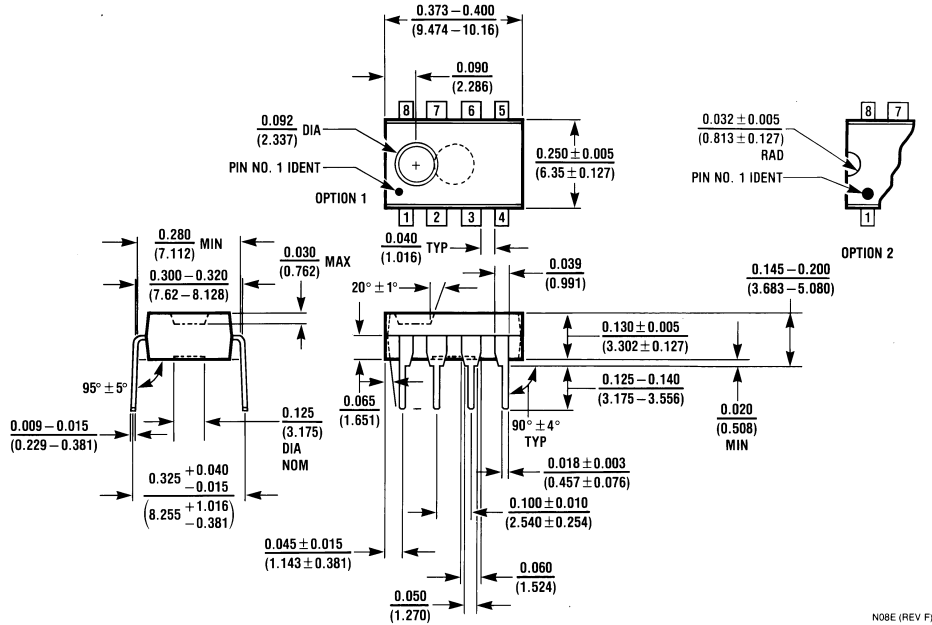 0.373–0.400
(9.474–10.16)
0.090
(2.286)
8 7 6 5
0.092 DIA
(2.337)
PIN NO. 1 IDENT
OPTION 1
+
0.250 ± 0.005
(6.35 ± 0.127)
1 2 3 4
8 7
0.032 ± 0.005
(0.813 ± 0.127)
RAD
PIN NO. 1 IDENT
1
OPTION 2
0.280 MIN
(7.112)
0.030 MAX
(0.762)
0.300–0.320
(7.62–8.128)
0.040 TYP
(1.016)
0.039
(0.991)
20° ± 1°
0.145–0.200
(3.683–5.080)
0.130 ± 0.005
(3.302 ± 0.127)
95° ± 5°
0.065
(1.651)
0.125–0.140
(3.175–3.556)
0.020
(0.508)
MIN
90° ± 4°
TYP
0.009–0.015
(0.229–0.381)
0.125
(3.175)
DIA
NOM
0.018 ± 0.003
(0.457 ± 0.076)
0.325 +0.040
-0.015
(8.255 +1.016
-0.381)
0.100 ± 0.010
(2.540 ± 0.254)
0.045 ± 0.015
(1.143 ± 0.381)
0.060
(1.524)
0.050
(1.270)
N08E (REV F)